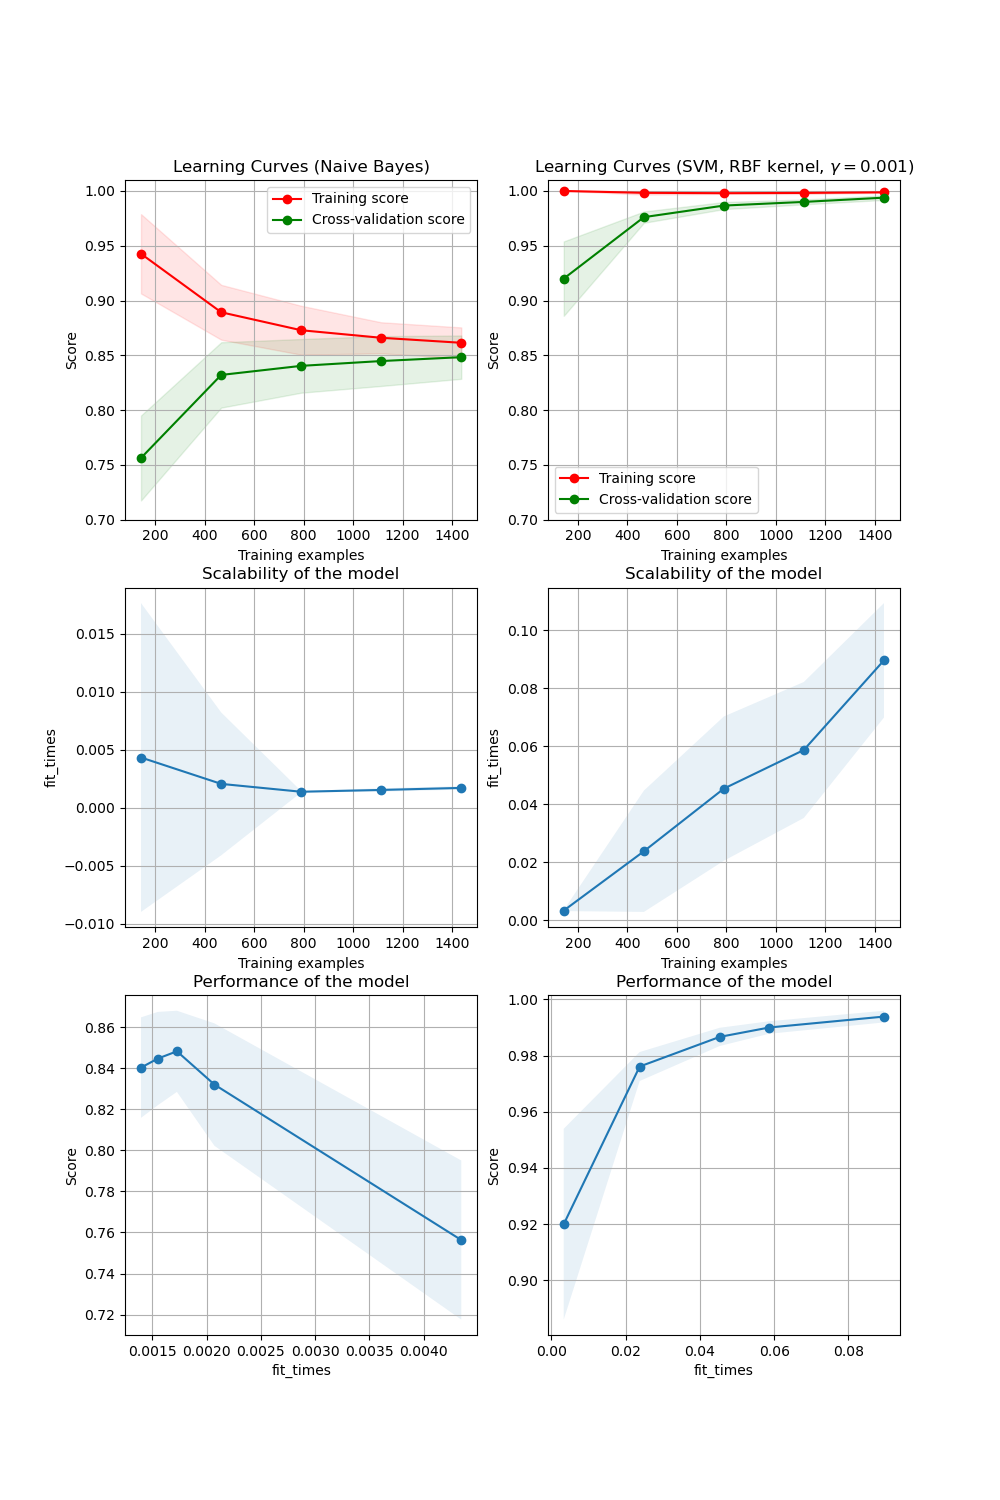 Learning Curves (Naive Bayes)
1.00
0.95
0.90
0.85
0.80
0.75
0.70
Score
Training score
Cross-validation score
200 400 600 800 1000 1200 1400
Training examples
Learning Curves (SVM, RBF kernel, γ = 0.001)
1.00
0.95
0.90
0.85
0.80
0.75
0.70
Score
Training score
Cross-validation score
200 400 600 800 1000 1200 1400
Training examples
Scalability of the model
0.015
0.010
0.005
0.000
−0.005
−0.010
fit_times
200 400 600 800 1000 1200 1400
Training examples
Scalability of the model
0.10
0.08
0.06
0.04
0.02
0.00
fit_times
200 400 600 800 1000 1200 1400
Training examples
Performance of the model
0.86
0.84
0.82
0.80
0.78
0.76
0.74
0.72
Score
0.0015 0.0020 0.0025 0.0030 0.0035 0.0040
fit_times
Performance of the model
1.00
0.98
0.96
0.94
0.92
0.90
Score
0.00 0.02 0.04 0.06 0.08
fit_times